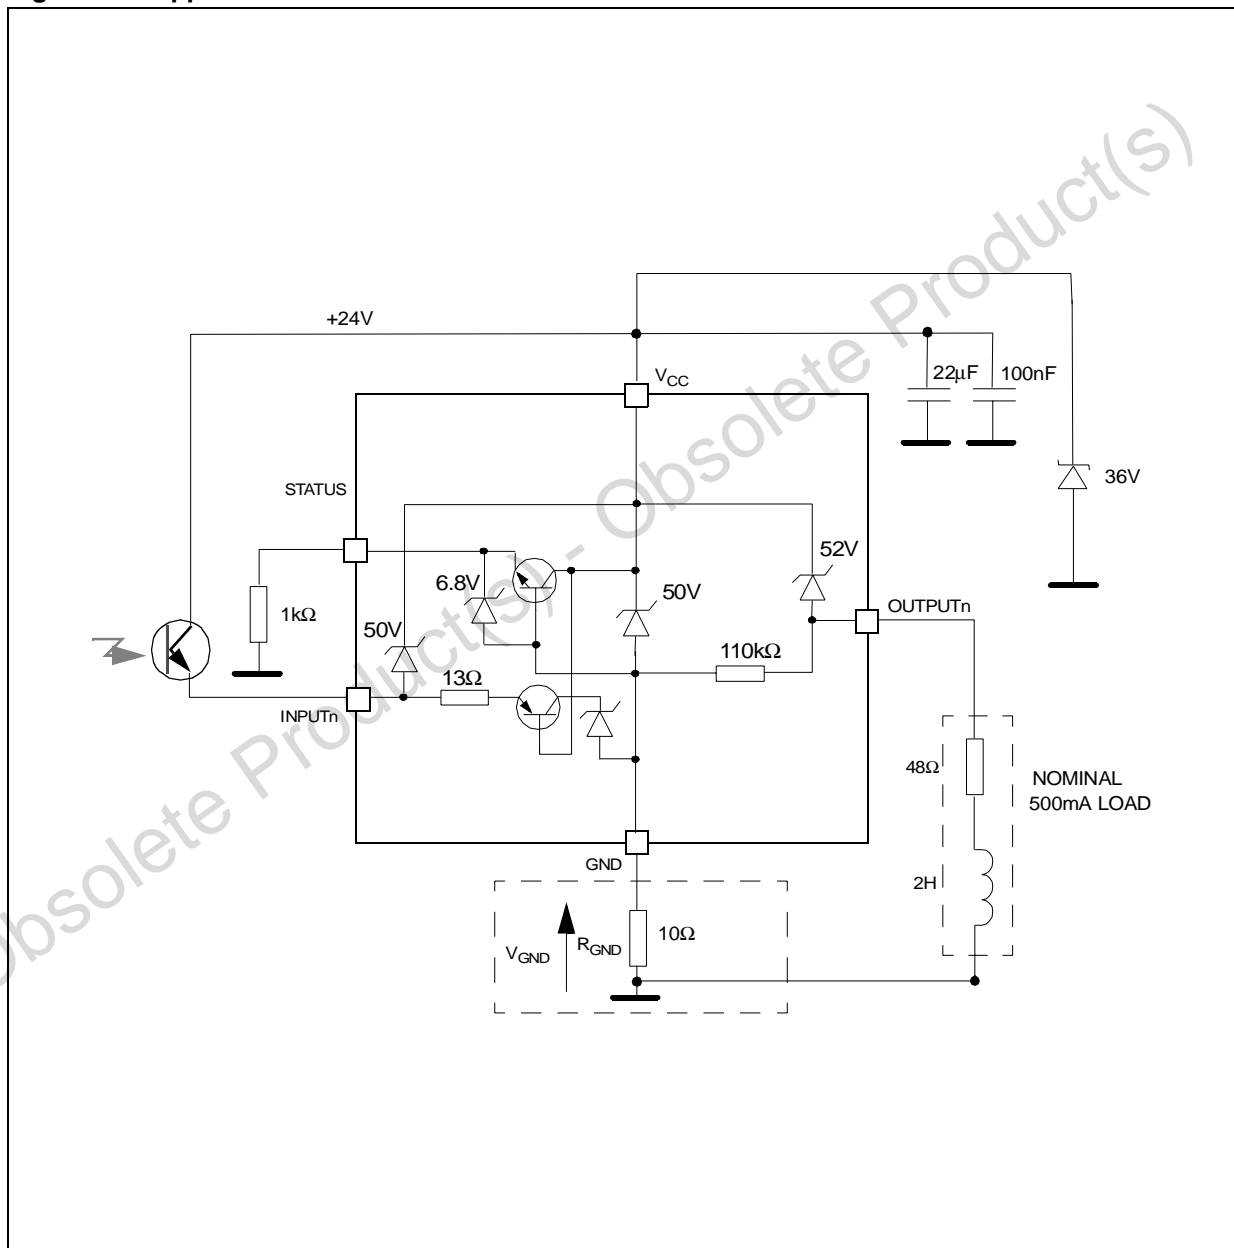 +24V
VCC
22µF
100nF
36V
STATUS
52V
6.8V
50V
OUTPUTn
1kΩ
50V
110kΩ
13Ω
INPUTn
48Ω
NOMINAL
500mA LOAD
GND
2H
VGND
RGND
10Ω
Obsolete Product(s) - Obsolete Product(s)